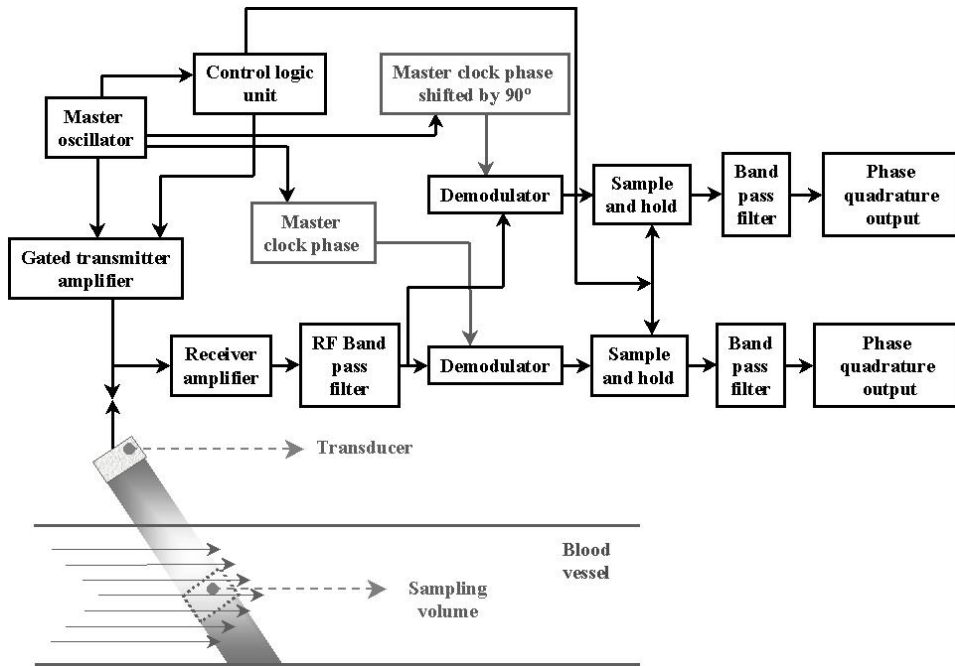 Control logic
unit
Master clock phase
shifted by 90º
Master
oscillator
Demodulator
Sample
and hold
Band
pass
filter
Phase
quadrature
output
Master
clock phase
Gated transmitter
amplifier
Receiver
amplifier
RF Band
pass
filter
Demodulator
Sample
and hold
Band
pass
filter
Phase
quadrature
output
Transducer
Blood
vessel
Sampling
volume